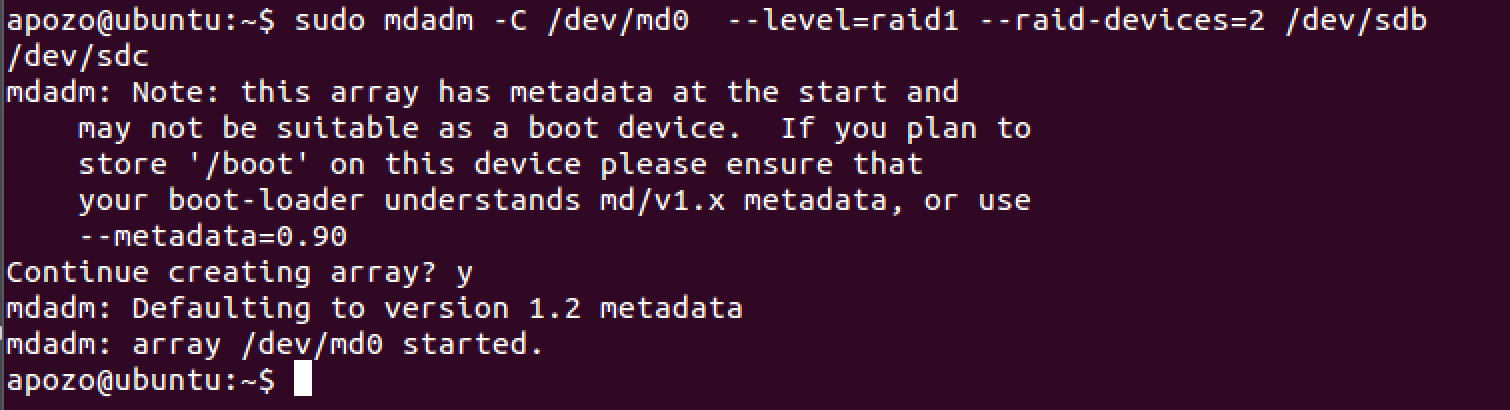 apozo@ubuntu:~$ sudo mdadm -C /dev/md0  --level=raid1 --raid-devices=2 /dev/sdb
/dev/sdc
mdadm: Note: this array has metadata at the start and
    may not be suitable as a boot device.  If you plan to
    store '/boot' on this device please ensure that
    your boot-loader understands md/v1.x metadata, or use
    --metadata=0.90
Continue creating array? y
mdadm: Defaulting to version 1.2 metadata
mdadm: array /dev/md0 started.
apozo@ubuntu:~$